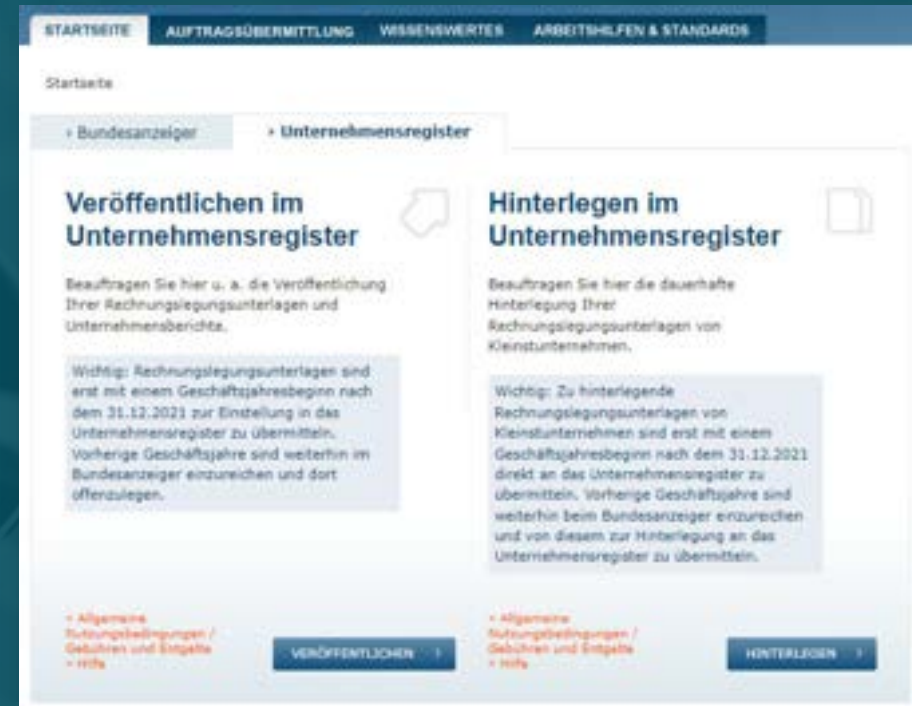 STARTSEITE AUFTRAGSÜBERMITTLUNG WISSENSWERTES ARBEITSHILFEN & STANDARDS
Startseite
› Bundesanzeiger › Unternehmensregister
Veröffentlichen im
Unternehmensregister
Beauftragen Sie hier u. a. die Veröffentlichung
Ihrer Rechnungslegungsunterlagen und
Unternehmensberichte.
Wichtig: Rechnungslegungsunterlagen sind
erst mit einem Geschäftsjahresbeginn nach
dem 31.12.2021 zur Einstellung in das
Unternehmensregister zu übermitteln.
Vorherige Geschäftsjahre sind weiterhin im
Bundesanzeiger einzureichen und dort
offenzulegen.
› Allgemeine
Nutzungsbedingungen /
Gebühren und Entgelte
› Hilfe
VERÖFFENTLICHEN ›
Hinterlegen im
Unternehmensregister
Beauftragen Sie hier die dauerhafte
Hinterlegung Ihrer
Rechnungslegungsunterlagen von
Kleinstunternehmen.
Wichtig: Zu hinterlegende
Rechnungslegungsunterlagen von
Kleinstunternehmen sind erst mit einem
Geschäftsjahresbeginn nach dem 31.12.2021
direkt an das Unternehmensregister zu
übermitteln. Vorherige Geschäftsjahre sind
weiterhin beim Bundesanzeiger einzureichen
und von diesem zur Hinterlegung an das
Unternehmensregister zu übermitteln.
› Allgemeine
Nutzungsbedingungen /
Gebühren und Entgelte
› Hilfe
HINTERLEGEN ›